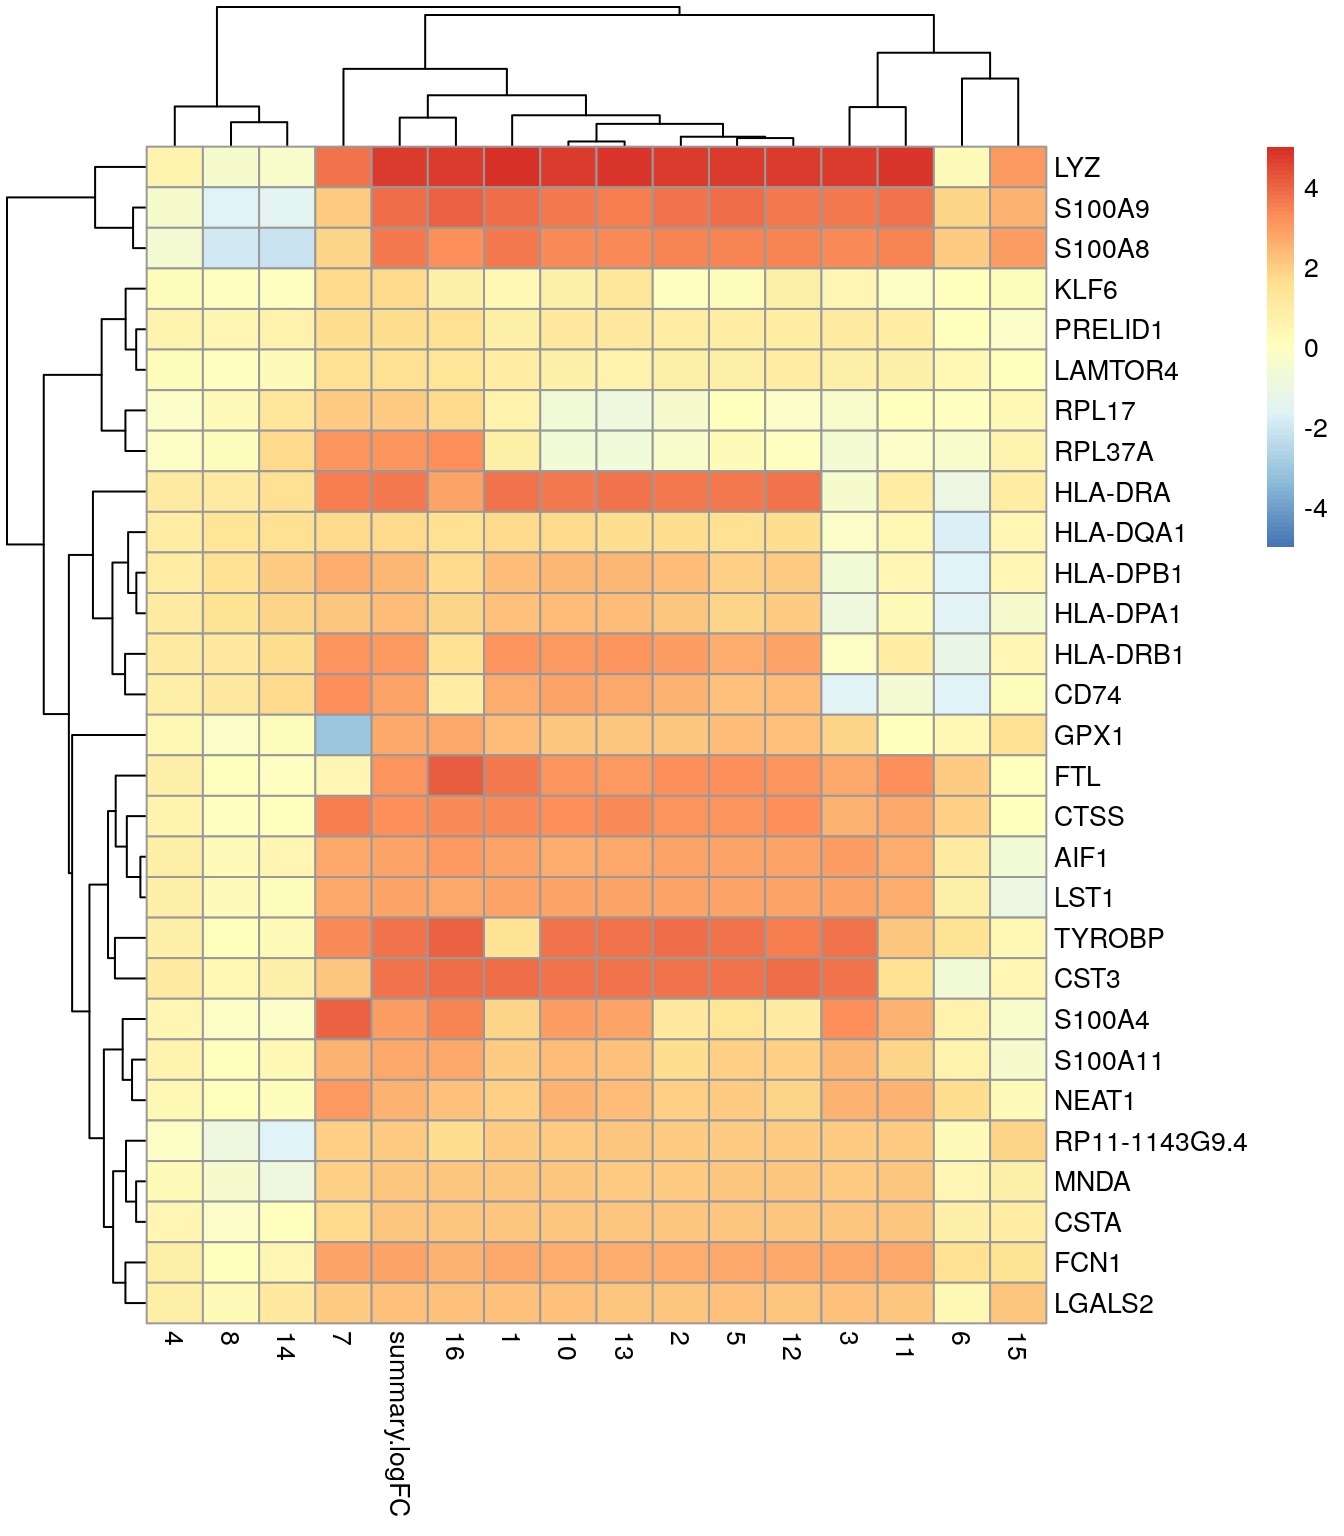 LYZ
S100A9
S100A8
KLF6
PRELID1
LAMTOR4
RPL17
RPL37A
HLA-DRA
HLA-DQA1
HLA-DPB1
HLA-DPA1
HLA-DRB1
CD74
GPX1
FTL
CTSS
AIF1
LST1
TYROBP
CST3
S100A4
S100A11
NEAT1
RP11-1143G9.4
MNDA
CSTA
FCN1
LGALS2
4
8
14
7
summary.logFC
16
1
10
13
2
5
12
3
11
6
15
4
2
0
-2
-4